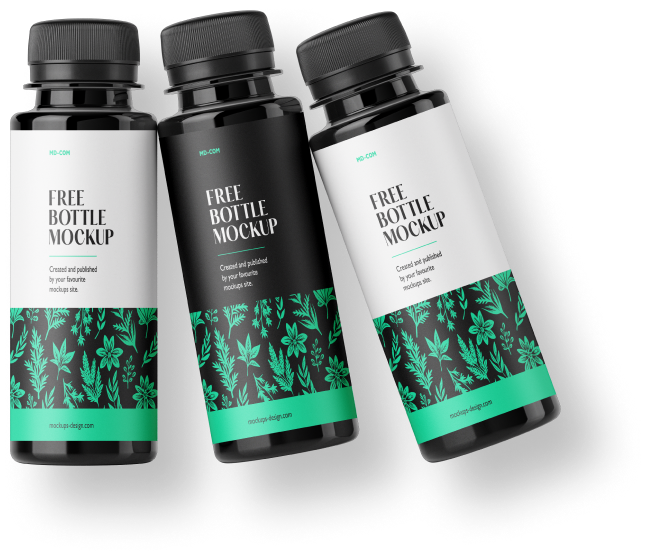 MD-COM
FREE
BOTTLE
MOCKUP
Created and published
by your favourite
mockups site.
mockups-design.com
MD-COM
FREE
BOTTLE
MOCKUP
Created and published
by your favourite
mockups site.
mockups-design.com
MD-COM
FREE
BOTTLE
MOCKUP
Created and published
by your favourite
mockups site.
mockups-design.com